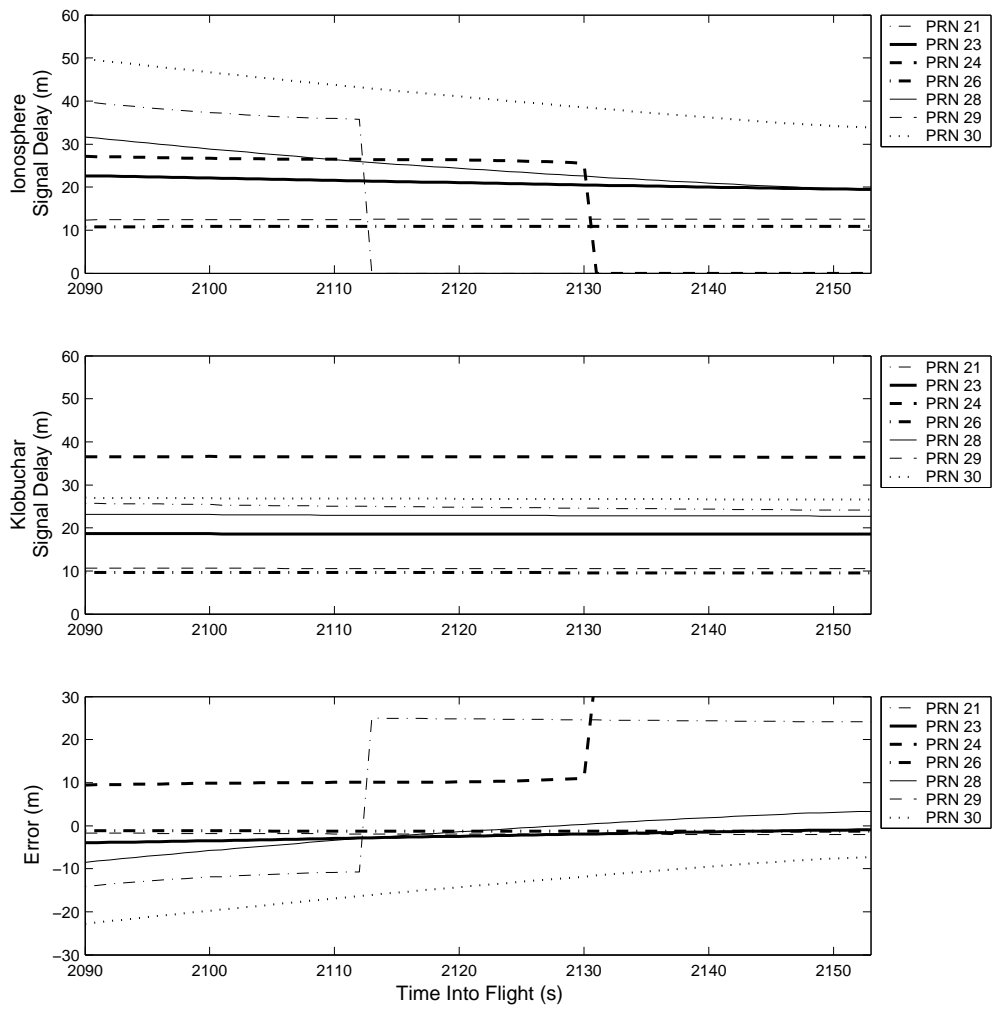 60
50
40
30
20
10
0
Ionosphere
Signal Delay (m)
2090 2100 2110 2120 2130 2140 2150
PRN 21
PRN 23
PRN 24
PRN 26
PRN 28
PRN 29
PRN 30
60
50
40
30
20
10
0
Klobuchar
Signal Delay (m)
2090 2100 2110 2120 2130 2140 2150
PRN 21
PRN 23
PRN 24
PRN 26
PRN 28
PRN 29
PRN 30
30
20
10
0
−10
−20
−30
Error (m)
2090 2100 2110 2120 2130 2140 2150
Time Into Flight (s)
PRN 21
PRN 23
PRN 24
PRN 26
PRN 28
PRN 29
PRN 30